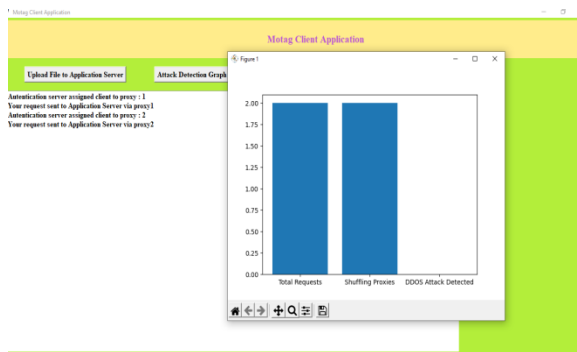 Motag Client Application
Motag Client Application
Figure 1
Upload File to Application Server
Attack Detection Graph
Autentication server assigned client to proxy : 1
Your request sent to Application Server via proxy1
Autentication server assigned client to proxy : 2
Your request sent to Application Server via proxy2
2.00
1.75
1.50
1.25
1.00
0.75
0.50
0.25
0.00
Total Requests
Shuffling Proxies
DDOS Attack Detected